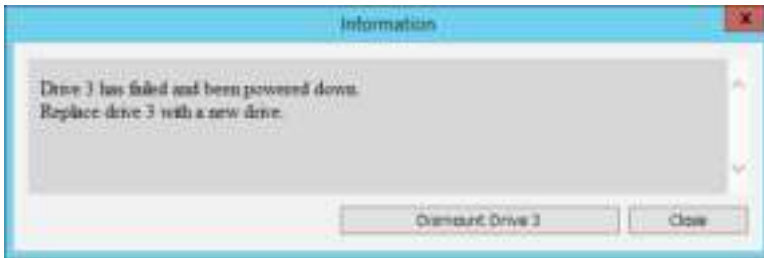 Information
x
Drive 3 has failed and been powered down.
Replace drive 3 with a new drive.
Dismount Drive 3
Close